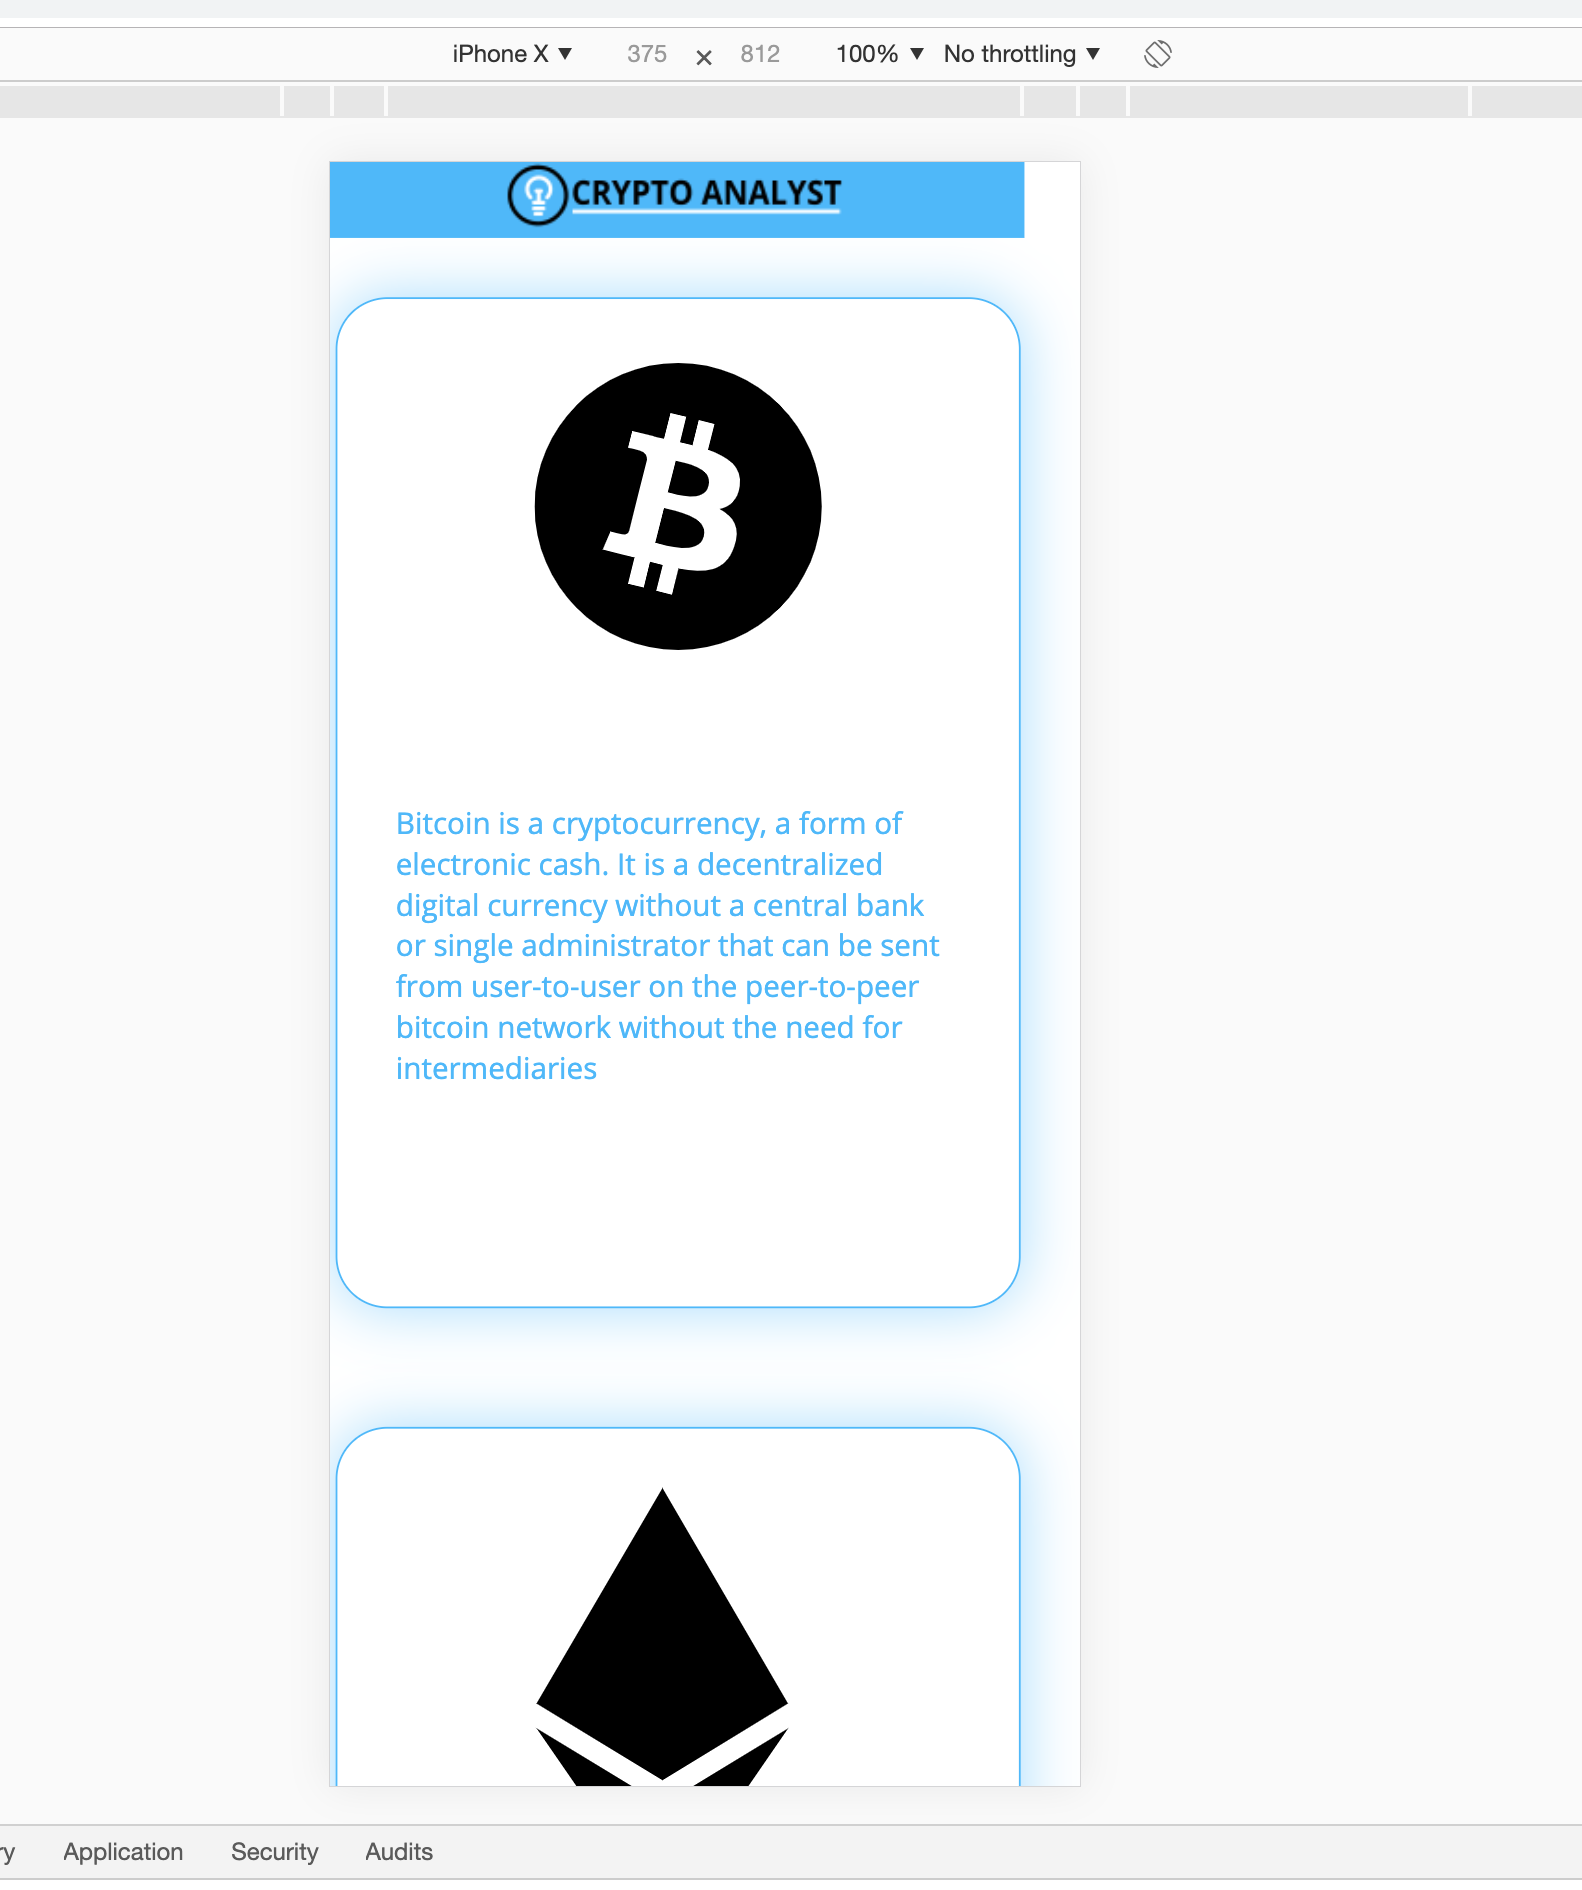 iPhone X ▼ 375 × 812 100% ▼ No throttling ▼
CRYPTO ANALYST
Bitcoin is a cryptocurrency, a form of
electronic cash. It is a decentralized
digital currency without a central bank
or single administrator that can be sent
from user-to-user on the peer-to-peer
bitcoin network without the need for
intermediaries
ry Application Security Audits